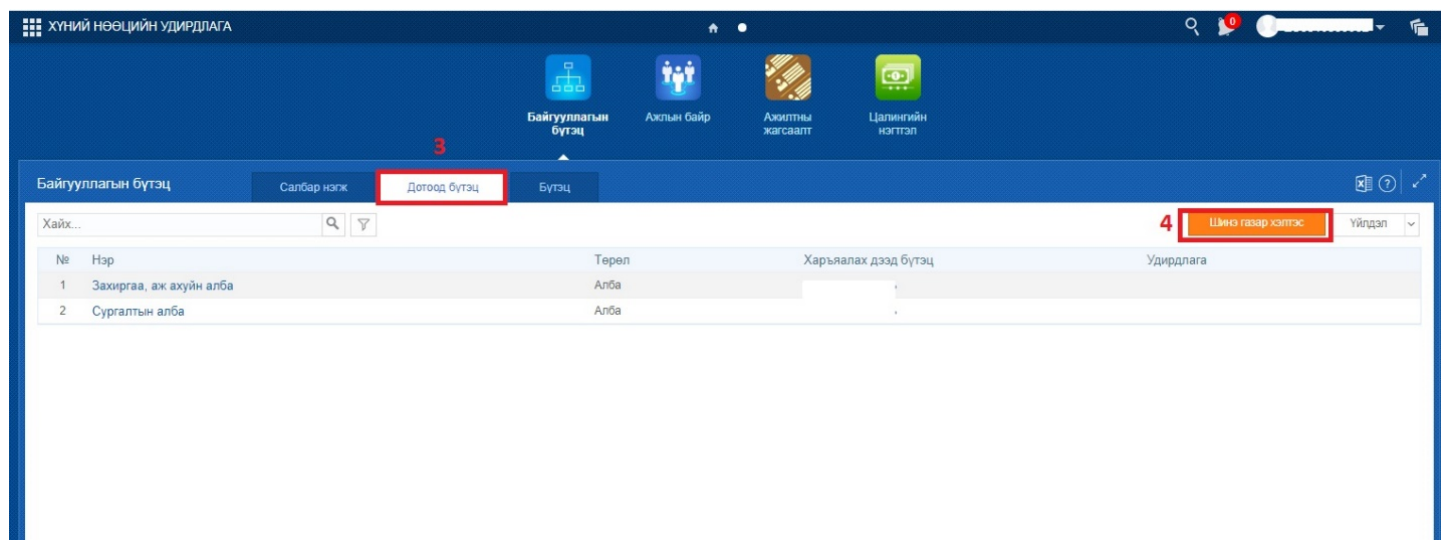 ХҮНИЙ НӨӨЦИЙН УДИРДЛАГА
0
Байгууллагын
бүтэц
Ажлын байр
Ажилтны
жагсаалт
Цалингийн
нэгтгэл
3
Байгууллагын бүтэц
Салбар нэгж
Дотоод бүтэц
Бүтэц
Хайх...
4
Шинэ газар хэлтэс
Үйлдэл
№ Нэр Төрөл Харъяалах дээд бүтэц Удирдлага
1 Захиргаа, аж ахуйн алба Алба
2 Сургалтын алба Алба